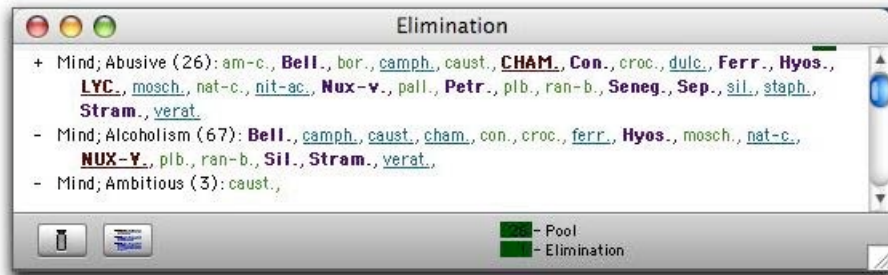 Elimination
+ Mind; Abusive (26): am-c., Bell., bor., camph., caust., CHAM., Con., croc., dulc., Ferr., Hyos.,
LYC., mosch., nat-c., nit-ac., Nux-v., pall., Petr., plb., ran-b., Seneg., Sep., sil., staph.,
Stram., verat.
- Mind; Alcoholism (67): Bell., camph., caust., cham., con., croc., ferr., Hyos., mosch., nat-c.,
NUX-V., plb., ran-b., Sil., Stram., verat.,
- Mind; Ambitious (3): caust.,
26 - Pool
- Elimination